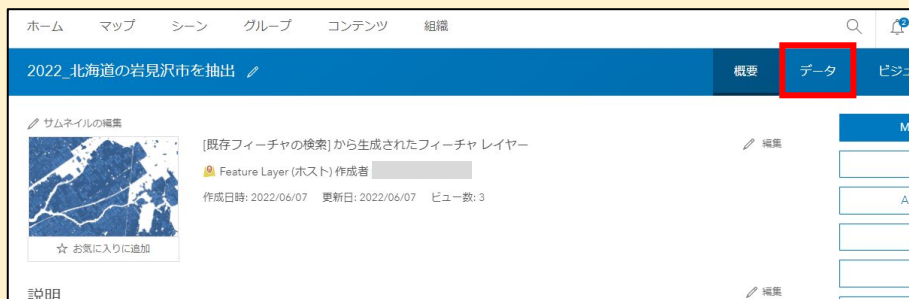 ホーム マップ シーン グループ コンテンツ 組織
2
2022_北海道の岩見沢市を抽出 概要 データ
サムネイルの編集
[既存フィーチャの検索] から生成されたフィーチャ レイヤー 編集
Feature Layer (ホスト) 作成者
作成日時: 2022/06/07 更新日: 2022/06/07 ビュー数: 3
お気に入りに追加
説明 編集